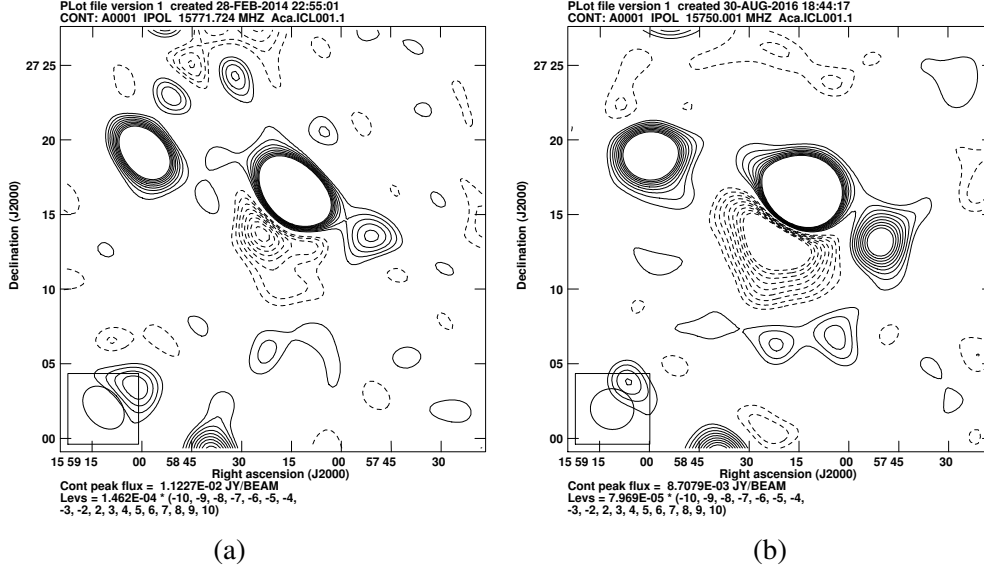 PLot file version 1 created 28-FEB-2014 22:55:01
CONT: A0001 IPOL 15771.724 MHZ Aca.ICL001.1
Declination (J2000)
27 25
20
15
10
05
00
15 59 15
00
58 45
30
15
00
57 45
30
Right ascension (J2000)
Cont peak flux = 1.1227E-02 JY/BEAM
Levs = 1.462E-04 * (-10, -9, -8, -7, -6, -5, -4,
-3, -2, 2, 3, 4, 5, 6, 7, 8, 9, 10)
(a)
PLot file version 1 created 30-AUG-2016 18:44:17
CONT: A0001 IPOL 15750.001 MHZ Aca.ICL001.1
Declination (J2000)
27 25
20
15
10
05
00
15 59 15
00
58 45
30
15
00
57 45
30
Right ascension (J2000)
Cont peak flux = 8.7079E-03 JY/BEAM
Levs = 7.969E-05 * (-10, -9, -8, -7, -6, -5, -4,
-3, -2, 2, 3, 4, 5, 6, 7, 8, 9, 10)
(b)